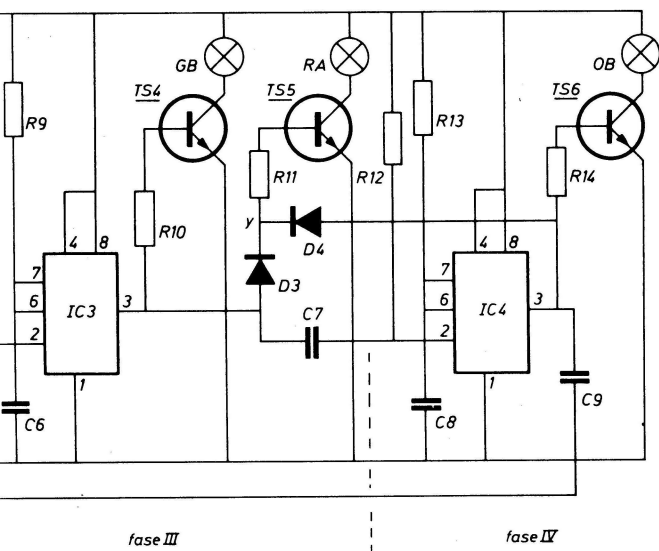 GB
RA
OB
TS4
TS5
TS6
R9
R10
R11
R12
R13
R14
y
D4
D3
C7
4
8
7
6
2
IC3
3
1
C6
4
8
7
6
2
IC4
3
1
C8
C9
fase III
fase IV